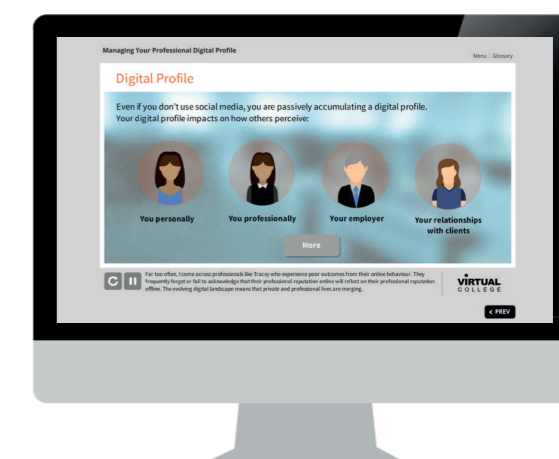 Managing Your Professional Digital Profile
Menu | Glossary
Digital Profile
Even if you don't use social media, you are passively accumulating a digital profile.
Your digital profile impacts on how others perceive:
You personally
You professionally
Your employer
Your relationships
with clients
More
Far too often, I come across professionals like Tracey who experience poor outcomes from their online behaviour. They
frequently forget or fail to acknowledge that their professional reputation online will reflect on their professional reputation
offline. The evolving digital landscape means that private and professional lives are merging.
VIRTUAL
COLLEGE
< PREV